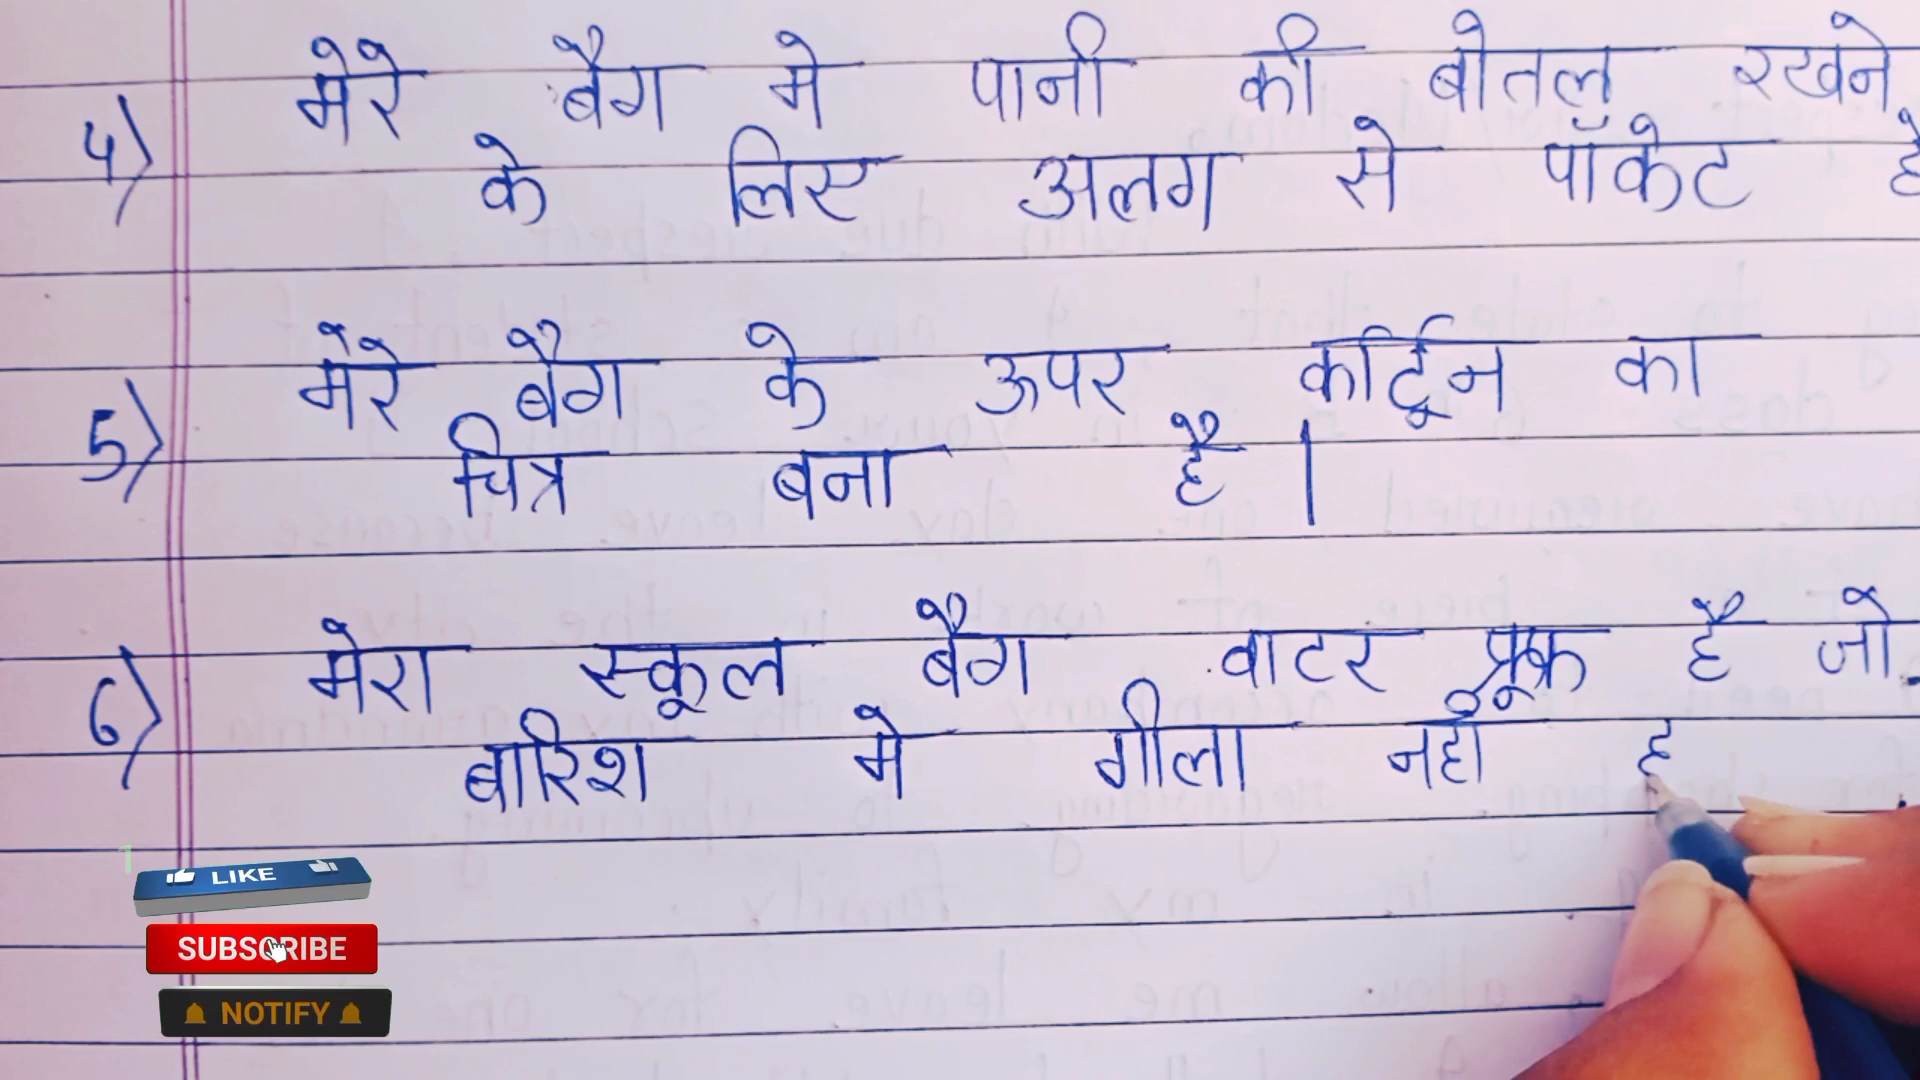 4) मेरे बैग मे पानी की बोतल रखने
के लिए अलग से पॉकेट है
5) मेरे बैग के ऊपर कार्टून का
चित्र बना है |
6) मेरा स्कूल बैग वाटर प्रूफ है जो
बारिश मे गीला नही ह
LIKE
SUBSCRIBE
NOTIFY